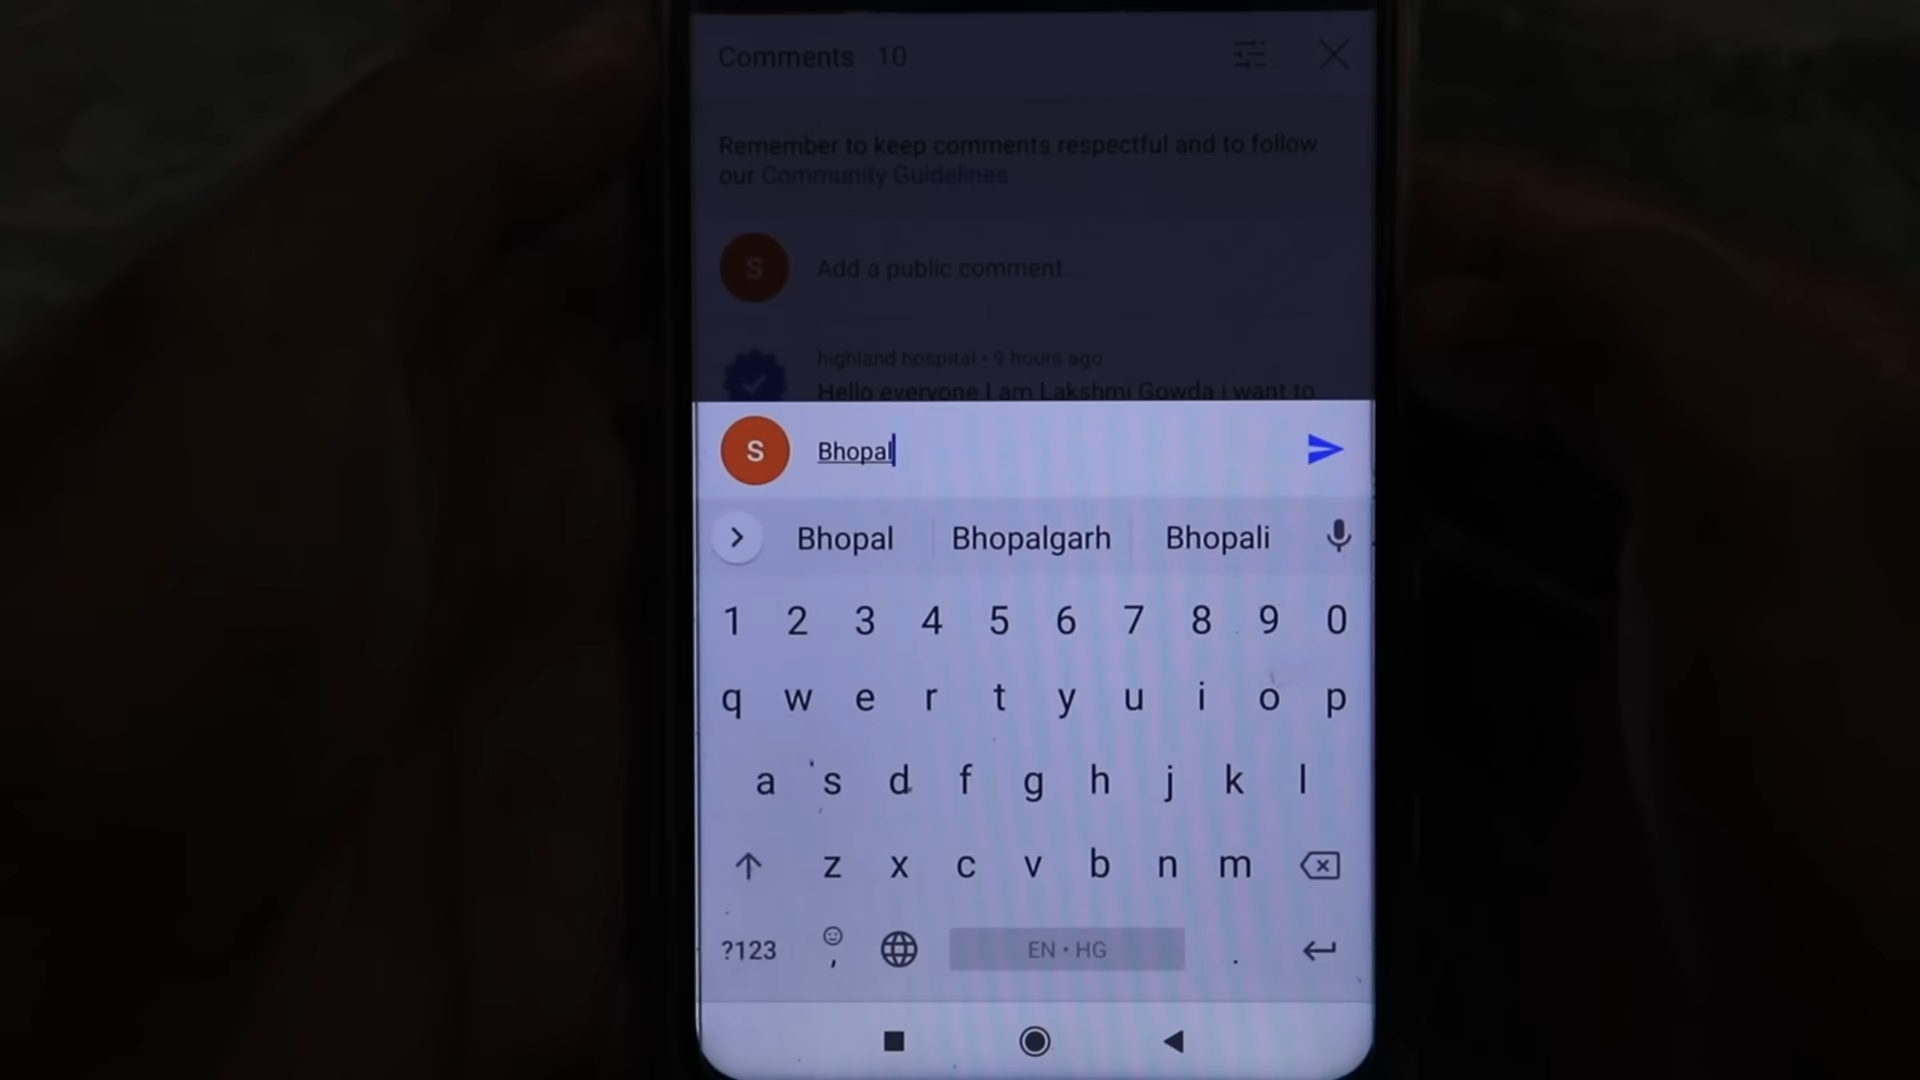 Comments 10
Remember to keep comments respectful and to follow
our Community Guidelines
S Add a public comment...
highland hospital • 9 hours ago
Hello everyone I am Lakshmi Gowda i want to
S Bhopal
Bhopal Bhopalgarh Bhopali
1 2 3 4 5 6 7 8 9 0
q w e r t y u i o p
a s d f g h j k l
z x c v b n m
?123 , EN • HG .